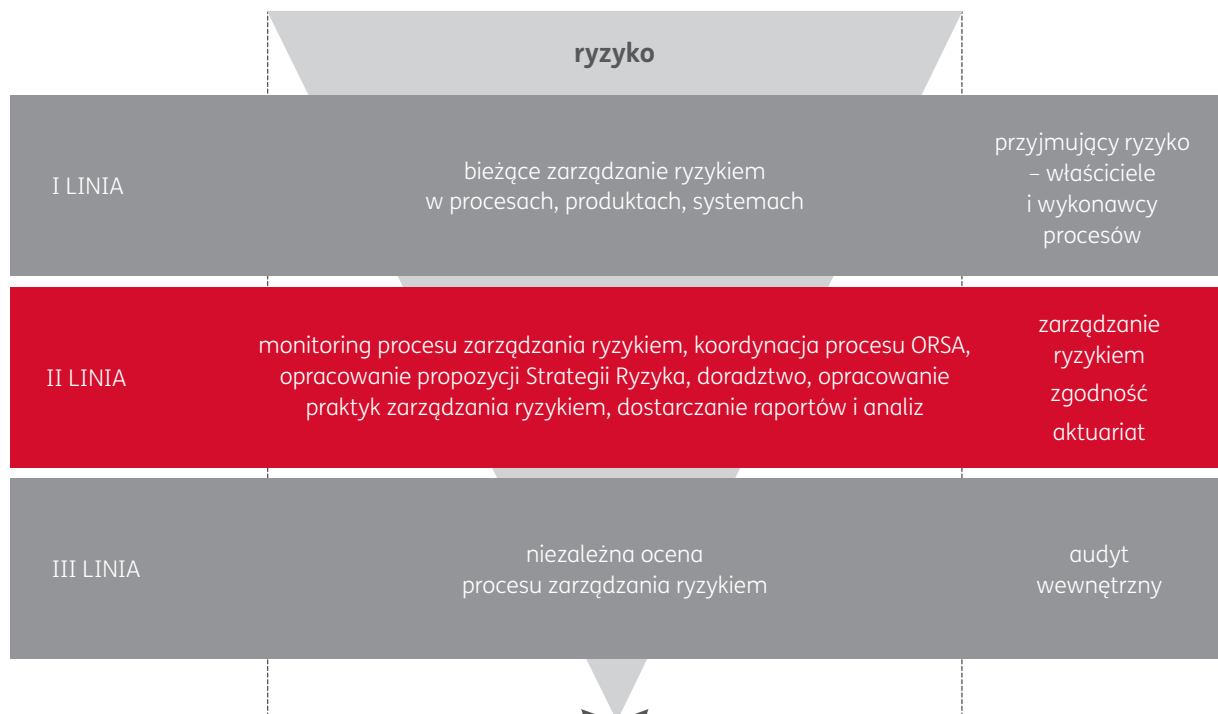 ryzyko
I LINIA
bieżące zarządzanie ryzykiem
w procesach, produktach, systemach
przyjmujący ryzyko
– właściciele
i wykonawcy
procesów
II LINIA
monitoring procesu zarządzania ryzykiem, koordynacja procesu ORSA,
opracowanie propozycji Strategii Ryzyka, doradztwo, opracowanie
praktyk zarządzania ryzykiem, dostarczanie raportów i analiz
zarządzanie
ryzykiem
zgodność
aktuariat
III LINIA
niezależna ocena
procesu zarządzania ryzykiem
audyt
wewnętrzny